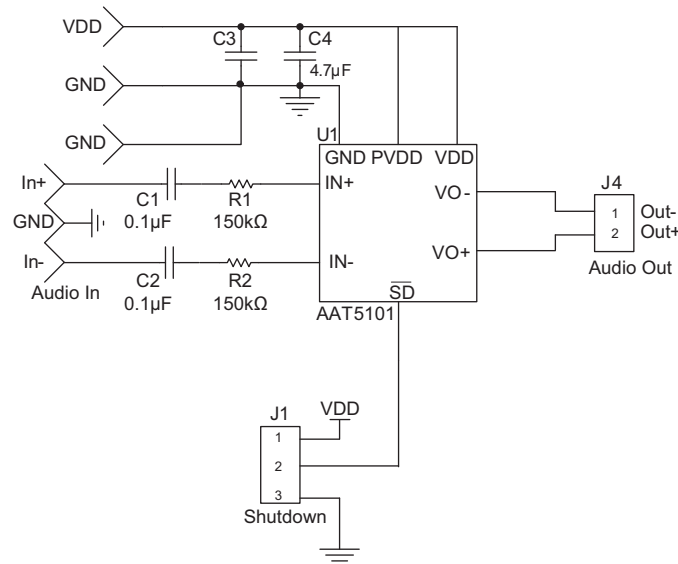 VDD
C3
C4
4.7µF
GND
GND
U1
GND PVDD VDD
In+
IN+
C1
0.1µF
R1
150kΩ
VO-
J4
1
Out-
2
Out+
GND
VO+
Audio Out
In-
IN-
Audio In
C2
0.1µF
R2
150kΩ
SD
AAT5101
J1
VDD
1
2
3
Shutdown